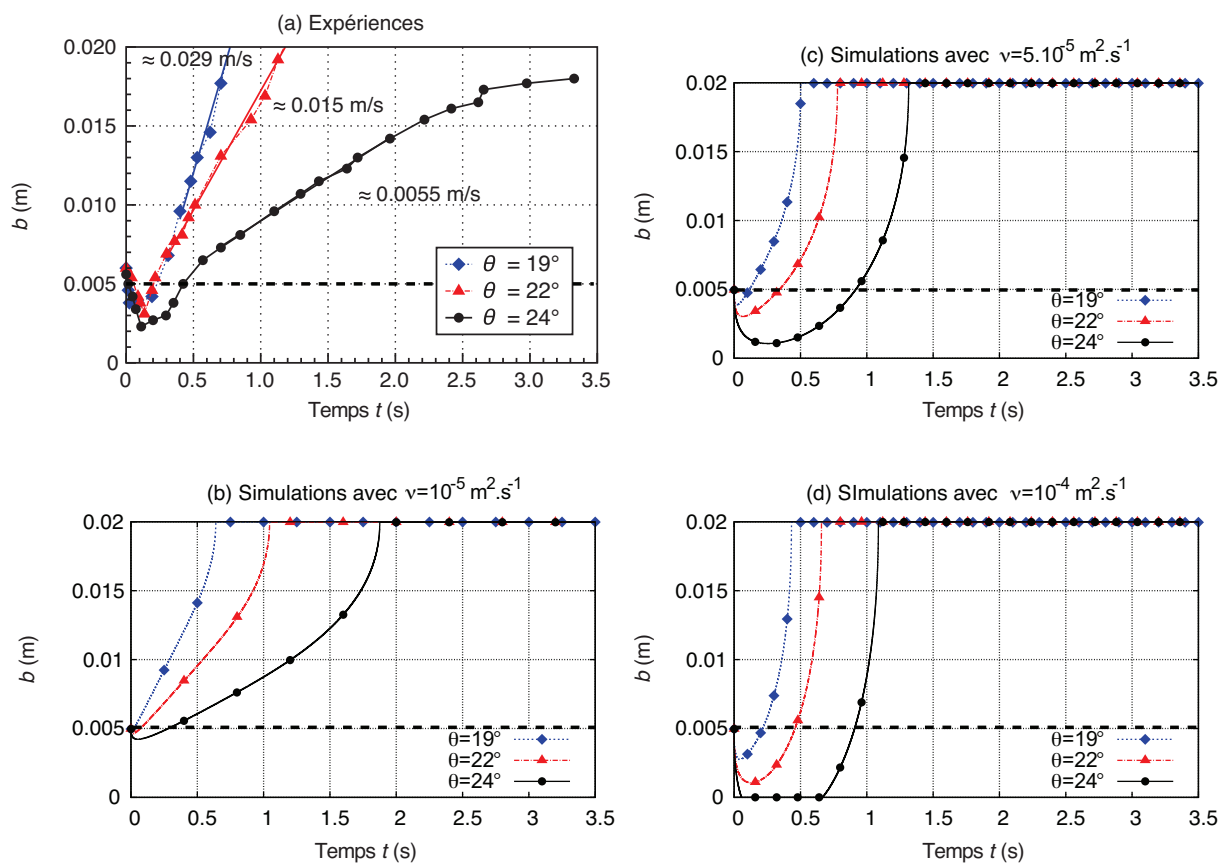 (a) Expériences
0.020
0.015
0.010
0.005
0
b (m)
≈ 0.029 m/s
≈ 0.015 m/s
≈ 0.0055 m/s
θ = 19°
θ = 22°
θ = 24°
0 0.5 1.0 1.5 2.0 2.5 3.0 3.5
Temps t (s)
(c) Simulations avec ν=5.10⁻⁵ m².s⁻¹
0.02
0.015
0.01
0.005
0
b (m)
θ=19°
θ=22°
θ=24°
0 0.5 1 1.5 2 2.5 3 3.5
Temps t (s)
(b) Simulations avec ν=10⁻⁵ m².s⁻¹
0.02
0.015
0.01
0.005
0
b (m)
θ=19°
θ=22°
θ=24°
0 0.5 1 1.5 2 2.5 3 3.5
Temps t (s)
(d) SImulations avec ν=10⁻⁴ m².s⁻¹
0.02
0.015
0.01
0.005
0
b (m)
θ=19°
θ=22°
θ=24°
0 0.5 1 1.5 2 2.5 3 3.5
Temps t (s)